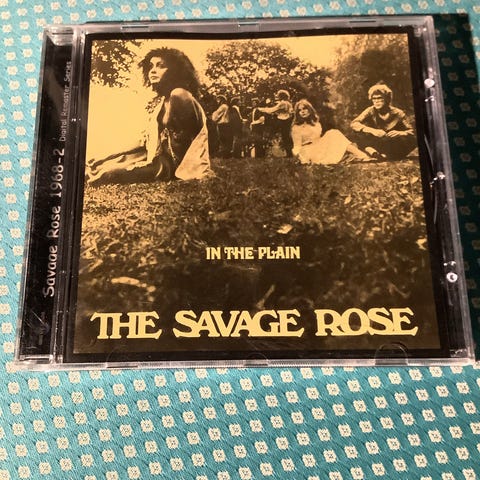 Savage Rose 1968-2 Digital Remaster Series
IN THE PLAIN
THE SAVAGE ROSE